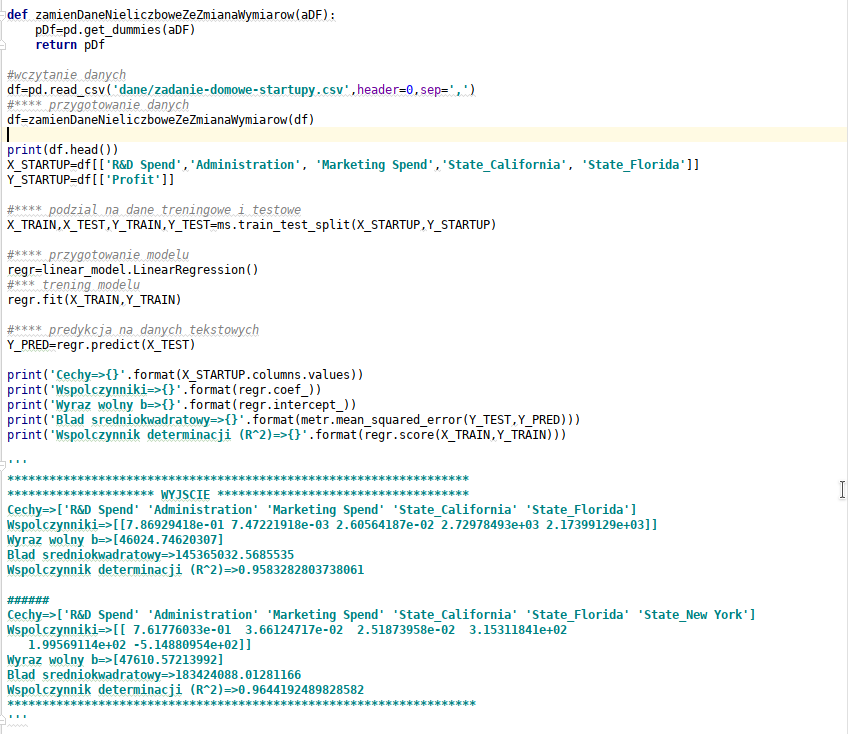 def zamienDaneNieliczboweZeZmianaWymiarow(aDF):
    pDf=pd.get_dummies(aDF)
    return pDf

#wczytanie danych
df=pd.read_csv('dane/zadanie-domowe-startupy.csv',header=0,sep=',')
#**** przygotowanie danych
df=zamienDaneNieliczboweZeZmianaWymiarow(df)

print(df.head())
X_STARTUP=df[['R&D Spend','Administration', 'Marketing Spend','State_California', 'State_Florida']]
Y_STARTUP=df[['Profit']]

#**** podzial na dane treningowe i testowe
X_TRAIN,X_TEST,Y_TRAIN,Y_TEST=ms.train_test_split(X_STARTUP,Y_STARTUP)

#**** przygotowanie modelu
regr=linear_model.LinearRegression()
#*** trening modelu
regr.fit(X_TRAIN,Y_TRAIN)

#**** predykcja na danych tekstowych
Y_PRED=regr.predict(X_TEST)

print('Cechy=>{}'.format(X_STARTUP.columns.values))
print('Wspolczynniki=>{}'.format(regr.coef_))
print('Wyraz wolny b=>{}'.format(regr.intercept_))
print('Blad sredniokwadratowy=>{}'.format(metr.mean_squared_error(Y_TEST,Y_PRED)))
print('Wspolczynnik determinacji (R^2)=>{}'.format(regr.score(X_TRAIN,Y_TRAIN)))

'''
******************************************************************
********************* WYJSCIE ************************************
Cechy=>['R&D Spend' 'Administration' 'Marketing Spend' 'State_California' 'State_Florida']
Wspolczynniki=>[[7.86929418e-01 7.47221918e-03 2.60564187e-02 2.72978493e+03 2.17399129e+03]]
Wyraz wolny b=>[46024.74620307]
Blad sredniokwadratowy=>145365032.5685535
Wspolczynnik determinacji (R^2)=>0.9583282803738061

######
Cechy=>['R&D Spend' 'Administration' 'Marketing Spend' 'State_California' 'State_Florida' 'State_New York']
Wspolczynniki=>[[ 7.61776033e-01  3.66124717e-02  2.51873958e-02  3.15311841e+02
   1.99569114e+02 -5.14880954e+02]]
Wyraz wolny b=>[47610.57213992]
Blad sredniokwadratowy=>183424088.01281166
Wspolczynnik determinacji (R^2)=>0.9644192489828582
*******************************************************************
'''